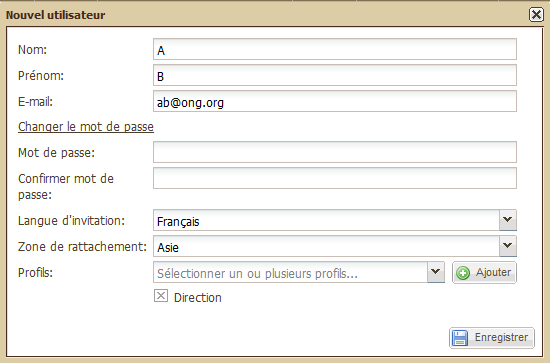 Nouvel utilisateur
Nom: A
Prénom: B
E-mail: ab@ong.org
Changer le mot de passe
Mot de passe:
Confirmer mot de
passe:
Langue d'invitation: Français
Zone de rattachement: Asie
Profils: Sélectionner un ou plusieurs profils... Ajouter
Direction
Enregistrer